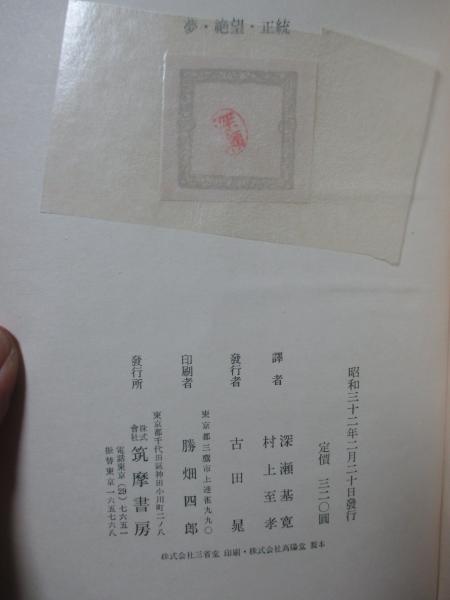 夢・絶望・正統
昭和三十二年二月二十日發行
定價 三二〇圓
譯者 深瀬基寬
村上至孝
發行者 古田晁
東京都三鷹市上連雀九九〇
印刷者 勝畑四郎
東京都千代田區神田小川町二ノ八
發行所 株式會社 筑摩書房
電話東京(29)七六五一
振替東京一六五七六八
株式会社三省堂 印刷・株式会社高陽堂 製本